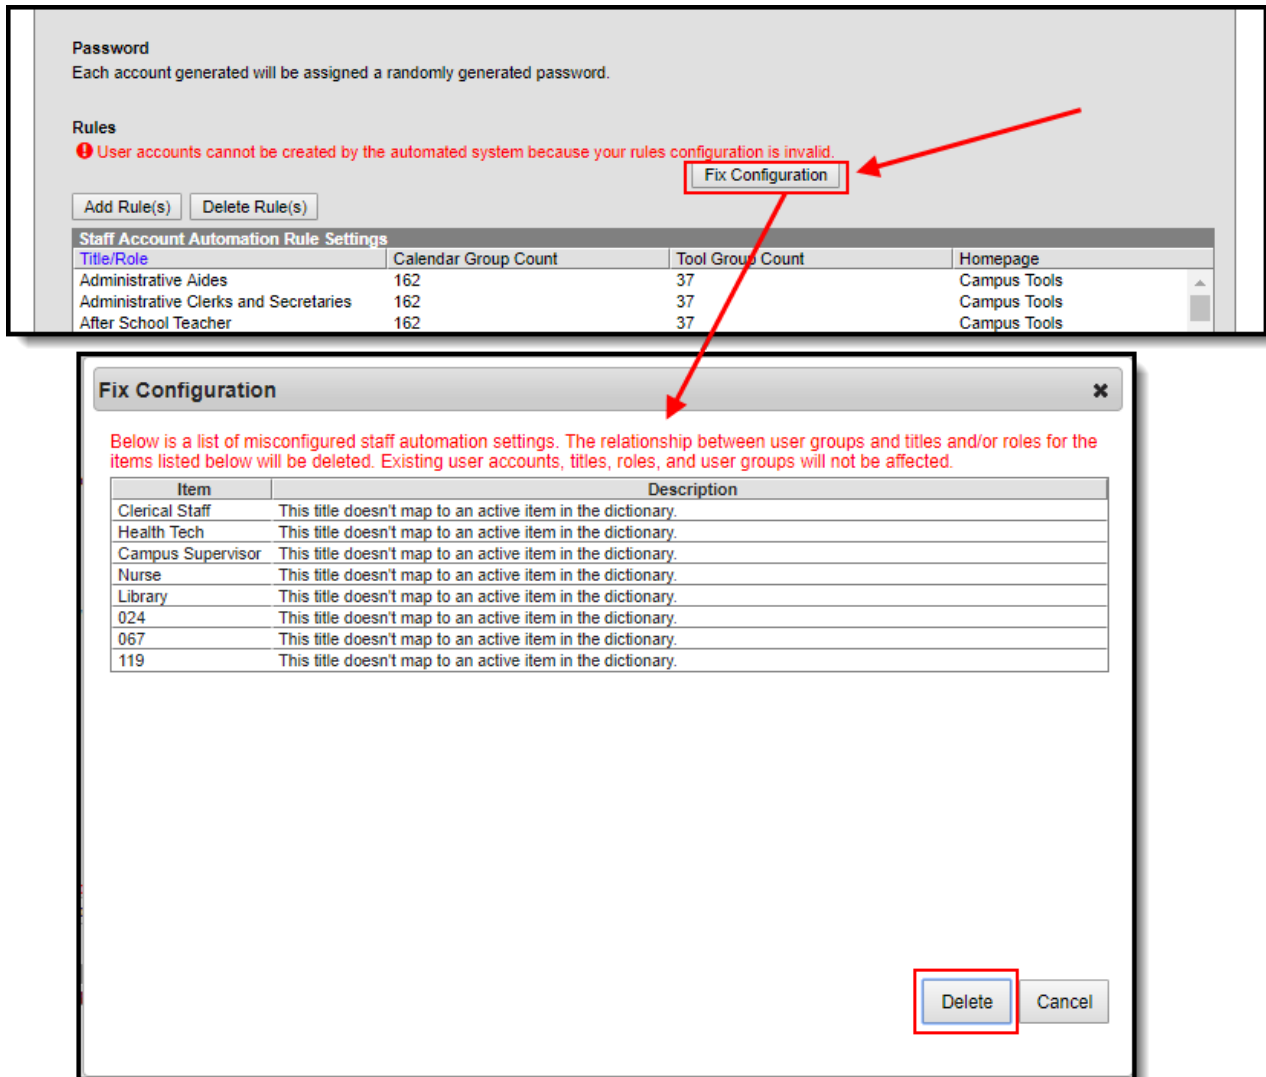 Password
Each account generated will be assigned a randomly generated password.
Rules
User accounts cannot be created by the automated system because your rules configuration is invalid.
Fix Configuration
Add Rule(s) Delete Rule(s)
Staff Account Automation Rule Settings
Title/Role Calendar Group Count Tool Group Count Homepage
Administrative Aides 162 37 Campus Tools
Administrative Clerks and Secretaries 162 37 Campus Tools
After School Teacher 162 37 Campus Tools
Fix Configuration
Below is a list of misconfigured staff automation settings. The relationship between user groups and titles and/or roles for the
items listed below will be deleted. Existing user accounts, titles, roles, and user groups will not be affected.
Item Description
Clerical Staff This title doesn't map to an active item in the dictionary.
Health Tech This title doesn't map to an active item in the dictionary.
Campus Supervisor This title doesn't map to an active item in the dictionary.
Nurse This title doesn't map to an active item in the dictionary.
Library This title doesn't map to an active item in the dictionary.
024 This title doesn't map to an active item in the dictionary.
067 This title doesn't map to an active item in the dictionary.
119 This title doesn't map to an active item in the dictionary.
Delete Cancel